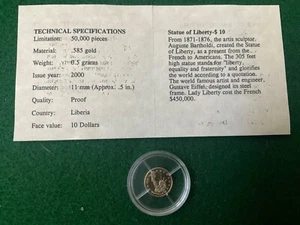 TECHNICAL SPECIFICATIONS
Limitation: 50,000 pieces
Material: .585 gold
Weight: 0.5 grams
Issue year: 2000
Diameter: 11 mm (Approx. .5 in.)
Quality: Proof
Country: Liberia
Face value: 10 Dollars
Statue of Liberty-$ 10
From 1871-1876, the artis sculptor,
Auguste Bartholdi, created the Statue
of Liberty, as a present from the
French to Americans. The 305 feet
high statue stands for "liberty,
equality and fraternity" and glorifies
the world according to a quotation.
The world famous artist and engineer,
Gustave Eiffel, designed its steel
frame. Lady Liberty cost the French
$450,000.